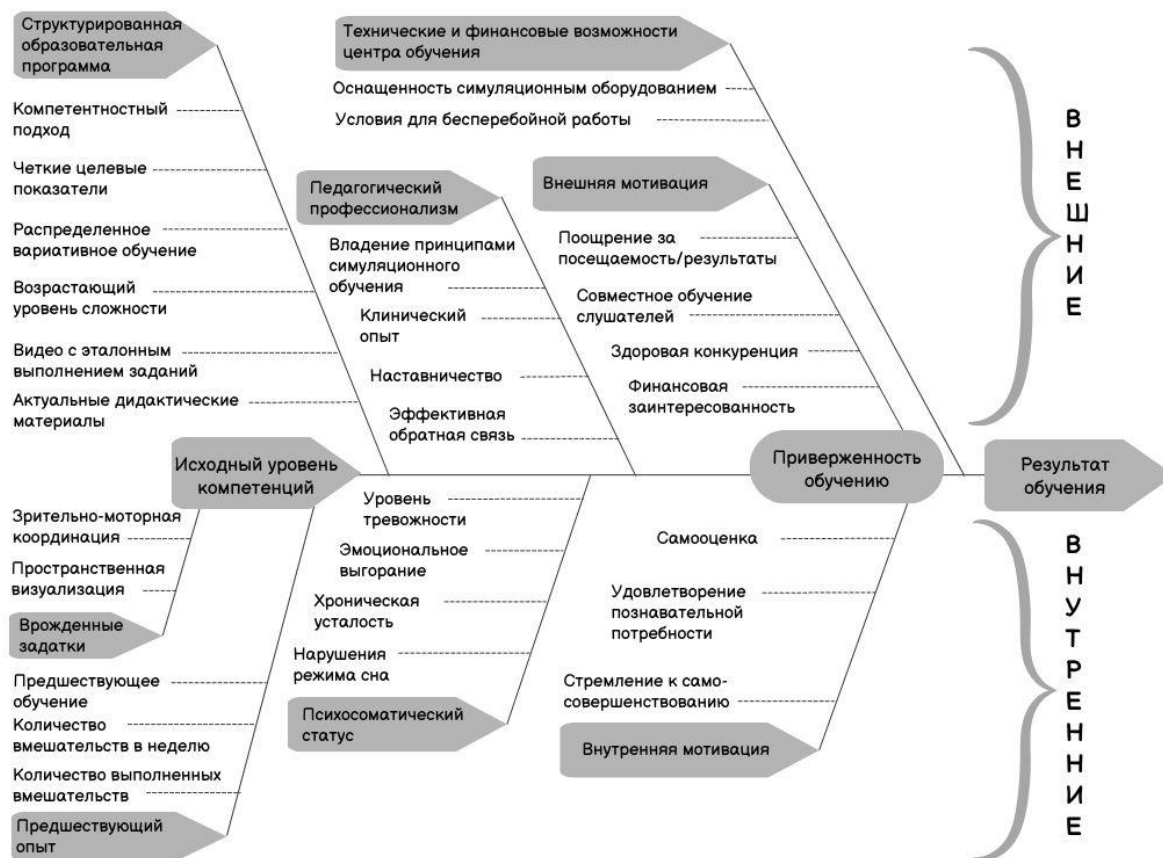 Структурированная
образовательная
программа
Компетентностный
подход
Четкие целевые
показатели
Распределенное
вариативное обучение
Возрастающий
уровень сложности
Видео с эталонным
выполнением заданий
Актуальные дидактические
материалы
Технические и финансовые возможности
центра обучения
Оснащенность симуляционным оборудованием
Условия для бесперебойной работы
Педагогический
профессионализм
Владение принципами
симуляционного
обучения
Клинический
опыт
Наставничество
Эффективная
обратная связь
Внешняя мотивация
Поощрение за
посещаемость/результаты
Совместное обучение
слушателей
Здоровая конкуренция
Финансовая
заинтересованность
ВНЕШНИЕ
Исходный уровень
компетенций
Приверженность
обучению
Результат
обучения
Зрительно-моторная
координация
Пространственная
визуализация
Врожденные
задатки
Предшествующее
обучение
Количество
вмешательств в неделю
Количество выполненных
вмешательств
Предшествующий
опыт
Уровень
тревожности
Эмоциональное
выгорание
Хроническая
усталость
Нарушения
режима сна
Психосоматический
статус
Самооценка
Удовлетворение
познавательной
потребности
Стремление к само-
совершенствованию
Внутренняя мотивация
ВНУТРЕННИЕ